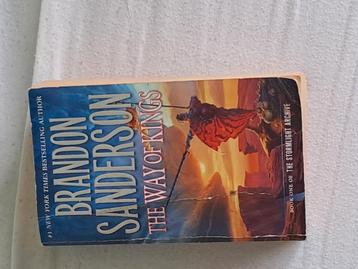 #1 NEW YORK TIMES BESTSELLING AUTHOR
BRANDON
SANDERSON
THE WAY OF KINGS
BOOK ONE OF THE STORMLIGHT ARCHIVE